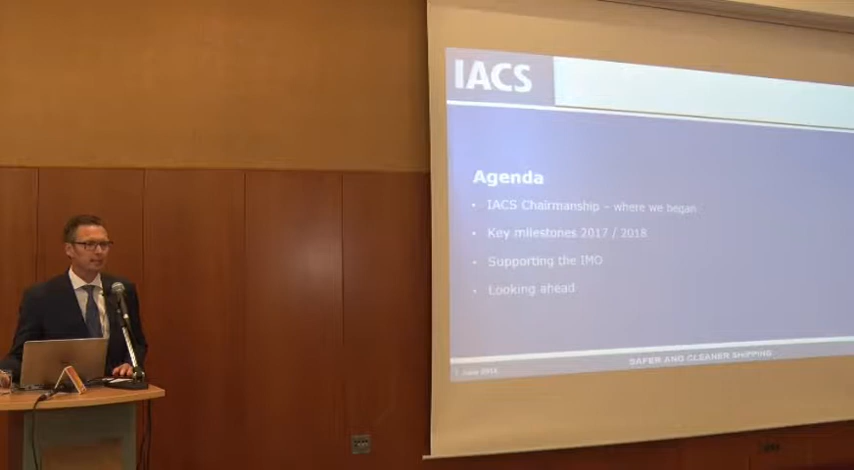 IACS
Agenda
• IACS Chairmanship – where we began
• Key milestones 2017 / 2018
• Supporting the IMO
• Looking ahead
SAFER AND CLEANER SHIPPING